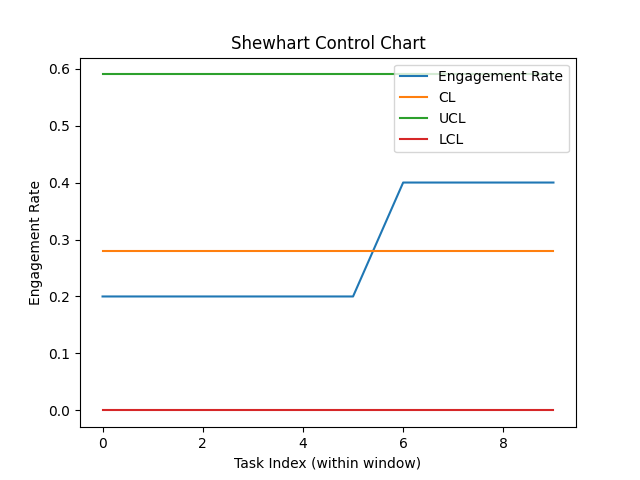 Shewhart Control Chart
Engagement Rate
CL
UCL
LCL
Engagement Rate
0.6
0.5
0.4
0.3
0.2
0.1
0.0
0 2 4 6 8
Task Index (within window)